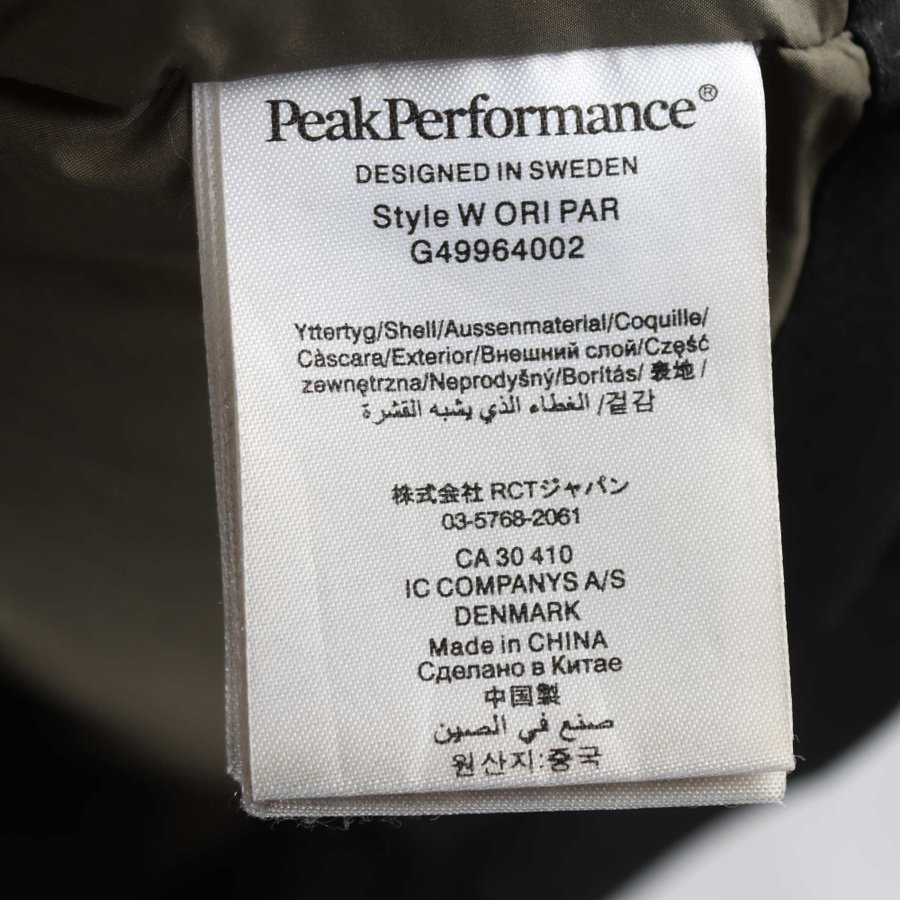 PeakPerformance®
DESIGNED IN SWEDEN
Style W ORI PAR
G49964002
Yttertyg/Shell/Aussenmaterial/Coquille/
Càscara/Exterior/Внешний слой/Część
zewnętrzna/Neprodyšný/Boritás/ 表地 /
الغطاء الذي يشبه القشرة /겉감
株式会社 RCTジャパン
03-5768-2061
CA 30 410
IC COMPANYS A/S
DENMARK
Made in CHINA
Сделано в Китае
中国製
صنع في الصين
원산지:중국